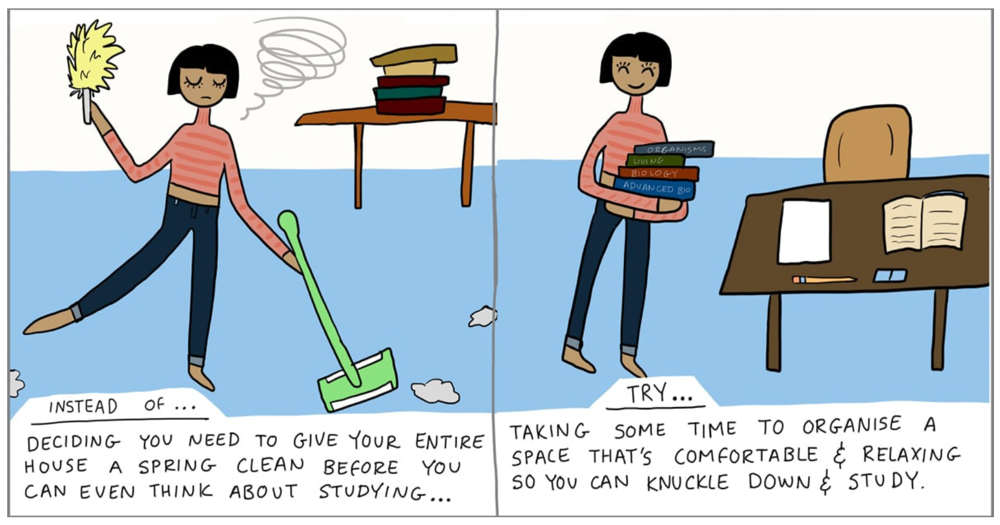 INSTEAD OF...
DECIDING YOU NEED TO GIVE YOUR ENTIRE
HOUSE A SPRING CLEAN BEFORE YOU
CAN EVEN THINK ABOUT STUDYING...
ORGANISMS
LIVING
BIOLOGY
ADVANCED BIO
TRY...
TAKING SOME TIME TO ORGANISE A
SPACE THAT'S COMFORTABLE & RELAXING
SO YOU CAN KNUCKLE DOWN & STUDY.